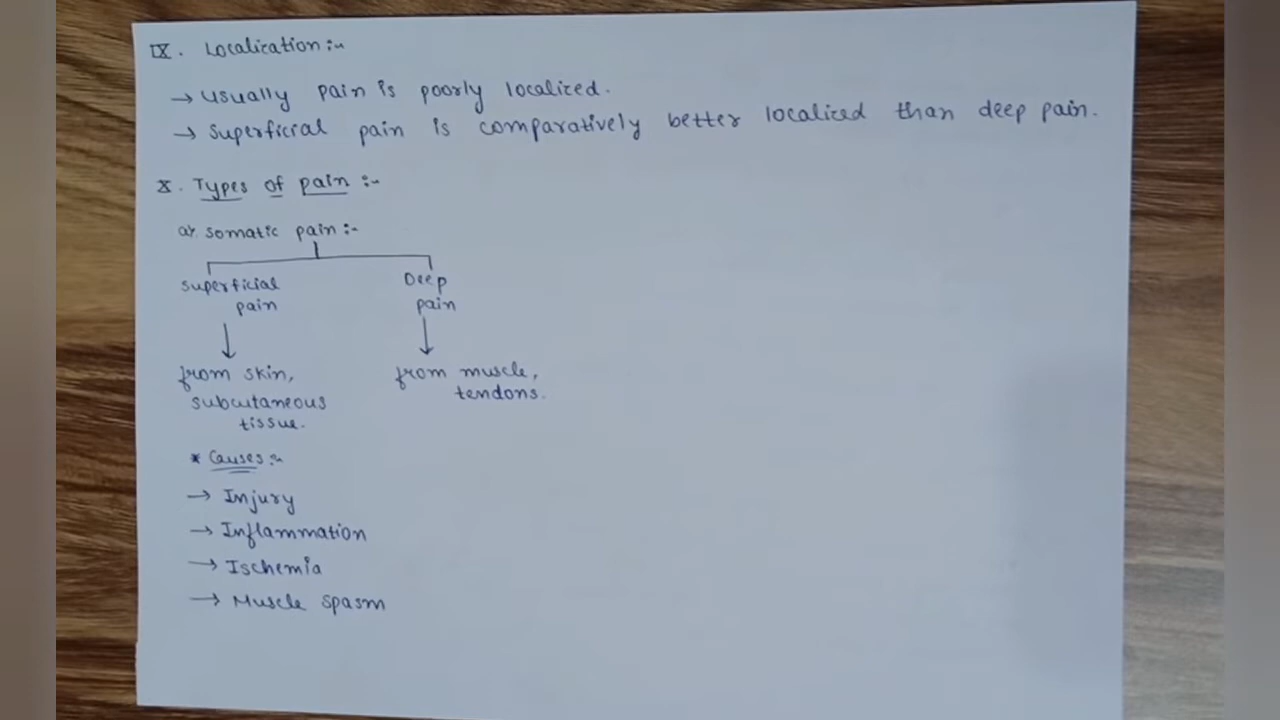 IX. Localization :-
→ Usually pain is poorly localized.
→ Superficial pain is comparatively better localized than deep pain.
X. Types of pain :-
a) Somatic pain :-
Superficial pain
Deep pain
from skin, subcutaneous tissue.
from muscle, tendons.
* Causes :-
→ Injury
→ Inflammation
→ Ischemia
→ Muscle spasm